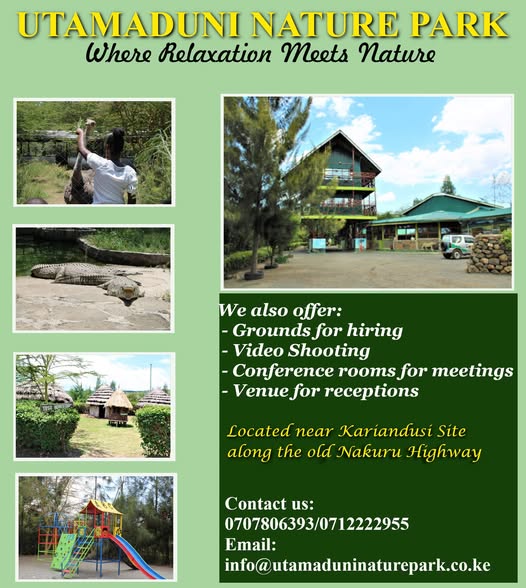 UTAMADUNI NATURE PARK
Where Relaxation Meets Nature
We also offer:
- Grounds for hiring
- Video Shooting
- Conference rooms for meetings
- Venue for receptions
Located near Kariandusi Site
along the old Nakuru Highway
Contact us:
0707806393/0712222955
Email:
info@utamaduninaturepark.co.ke